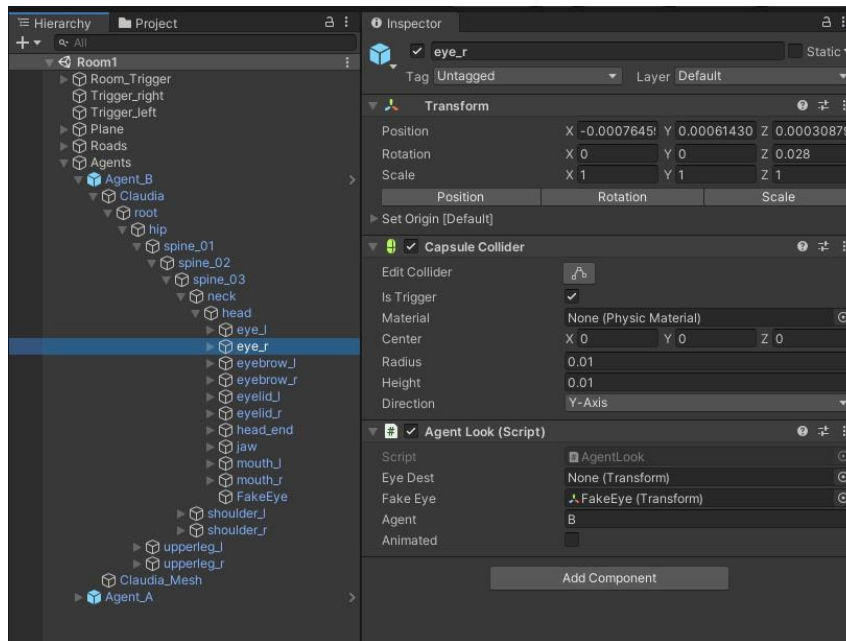 Hierarchy
Project
All
Room1
Room_Trigger
Trigger_right
Trigger_left
Plane
Roads
Agents
Agent_B
Claudia
root
hip
spine_01
spine_02
spine_03
neck
head
eye_l
eye_r
eyebrow_l
eyebrow_r
eyelid_l
eyelid_r
head_end
jaw
mouth_l
mouth_r
FakeEye
shoulder_l
shoulder_r
upperleg_l
upperleg_r
Claudia_Mesh
Agent_A
Inspector
eye_r Static
Tag Untagged Layer Default
Transform
Position X -0.00076459 Y 0.00061430 Z 0.00030879
Rotation X 0 Y 0 Z 0.028
Scale X 1 Y 1 Z 1
Position Rotation Scale
Set Origin [Default]
Capsule Collider
Edit Collider
Is Trigger
Material None (Physic Material)
Center X 0 Y 0 Z 0
Radius 0.01
Height 0.01
Direction Y-Axis
# Agent Look (Script)
Script AgentLook
Eye Dest None (Transform)
Fake Eye FakeEye (Transform)
Agent B
Animated
Add Component